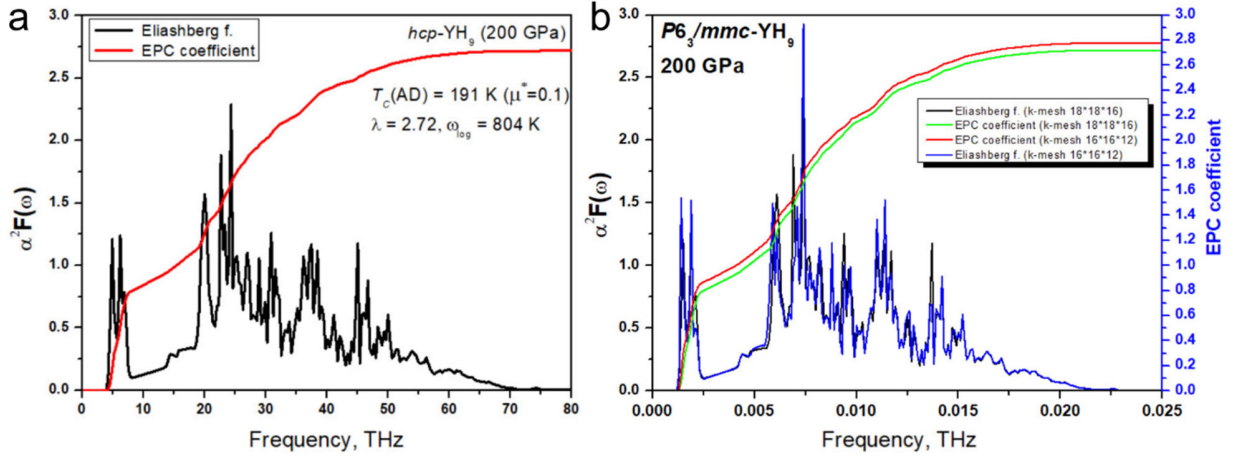 a
hcp-YH9 (200 GPa)
Eliashberg f.
EPC coefficient
TC(AD) = 191 K (μ*=0.1)
λ = 2.72, ωlog = 804 K
α²F(ω)
3.0
2.5
2.0
1.5
1.0
0.5
0.0
0 10 20 30 40 50 60 70 80
Frequency, THz
b
P63/mmc-YH9
200 GPa
Eliashberg f. (k-mesh 18*18*16)
EPC coefficient (k-mesh 18*18*16)
EPC coefficient (k-mesh 16*16*12)
Eliashberg f. (k-mesh 16*16*12)
α²F(ω)
3.0
2.5
2.0
1.5
1.0
0.5
0.0
0.000 0.005 0.010 0.015 0.020 0.025
Frequency, THz
3.0
2.8
2.6
2.4
2.2
2.0
1.8
1.6
1.4
1.2
1.0
0.8
0.6
0.4
0.2
0.0
EPC coefficient